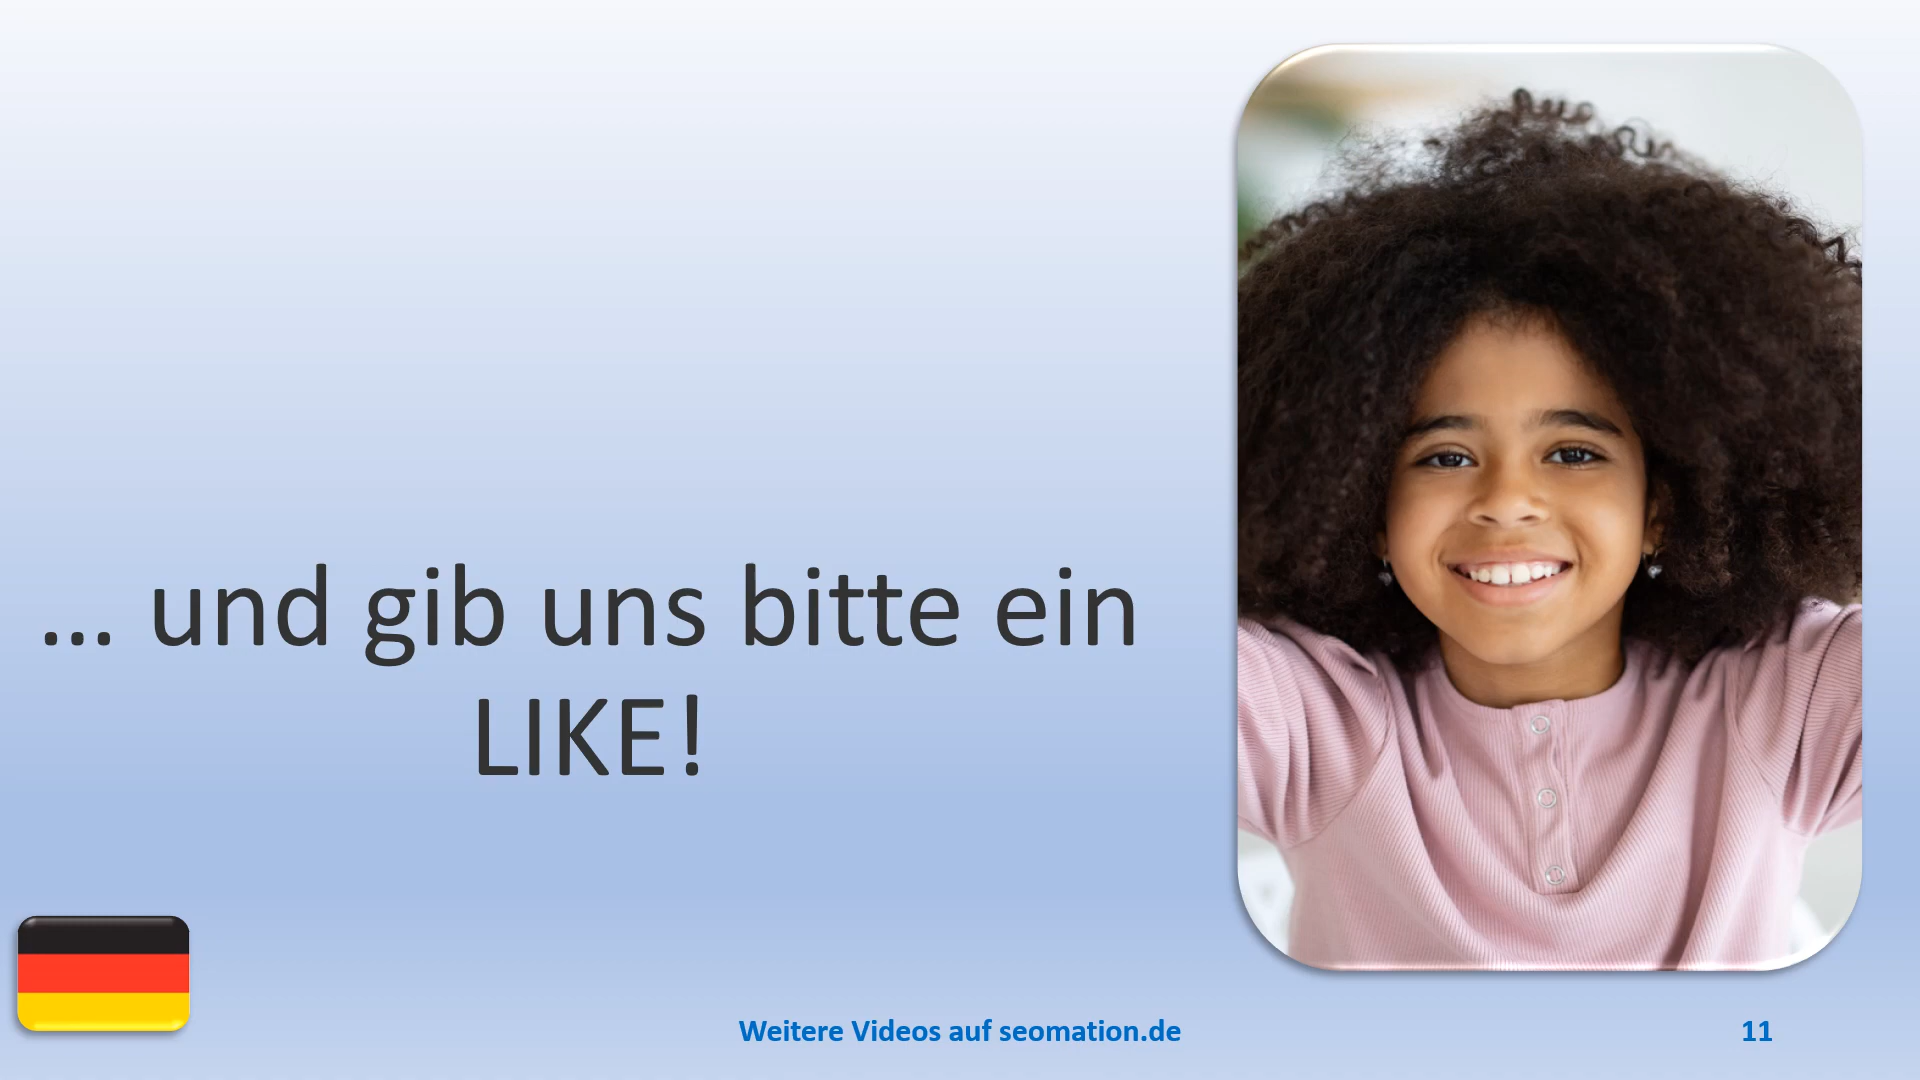 ... und gib uns bitte ein
LIKE!
Weitere Videos auf seomation.de
11